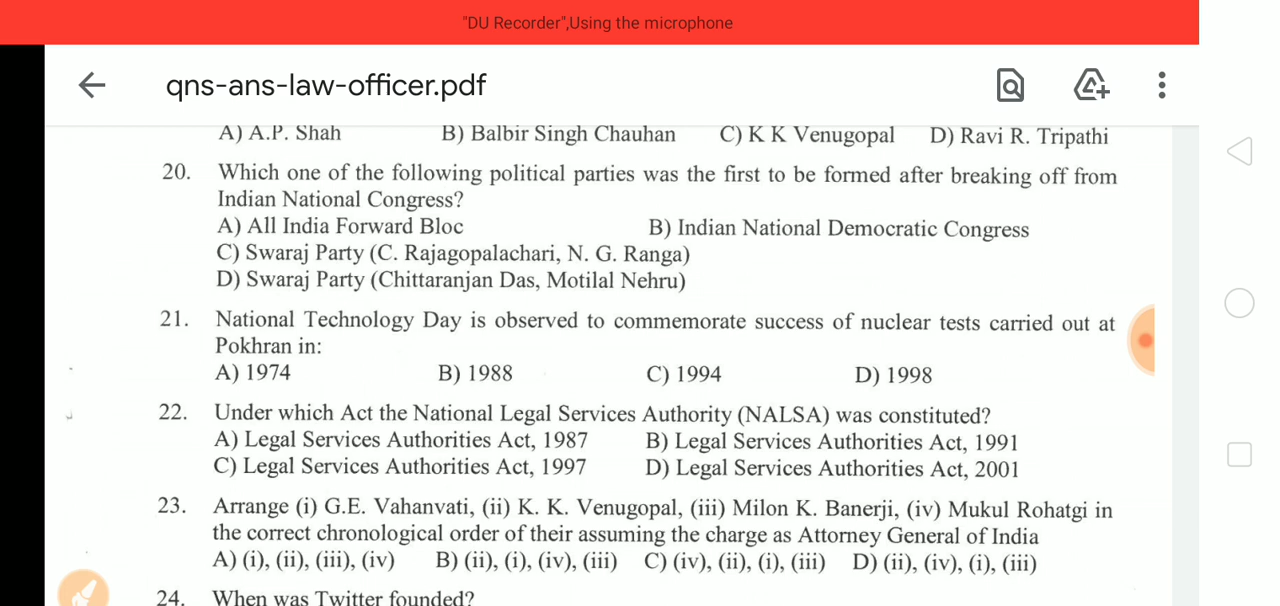 "DU Recorder",Using the microphone
qns-ans-law-officer.pdf
A) A.P. Shah B) Balbir Singh Chauhan C) K K Venugopal D) Ravi R. Tripathi
20. Which one of the following political parties was the first to be formed after breaking off from
Indian National Congress?
A) All India Forward Bloc B) Indian National Democratic Congress
C) Swaraj Party (C. Rajagopalachari, N. G. Ranga)
D) Swaraj Party (Chittaranjan Das, Motilal Nehru)
21. National Technology Day is observed to commemorate success of nuclear tests carried out at
Pokhran in:
A) 1974 B) 1988 C) 1994 D) 1998
22. Under which Act the National Legal Services Authority (NALSA) was constituted?
A) Legal Services Authorities Act, 1987 B) Legal Services Authorities Act, 1991
C) Legal Services Authorities Act, 1997 D) Legal Services Authorities Act, 2001
23. Arrange (i) G.E. Vahanvati, (ii) K. K. Venugopal, (iii) Milon K. Banerji, (iv) Mukul Rohatgi in
the correct chronological order of their assuming the charge as Attorney General of India
A) (i), (ii), (iii), (iv) B) (ii), (i), (iv), (iii) C) (iv), (ii), (i), (iii) D) (ii), (iv), (i), (iii)
24. When was Twitter founded?